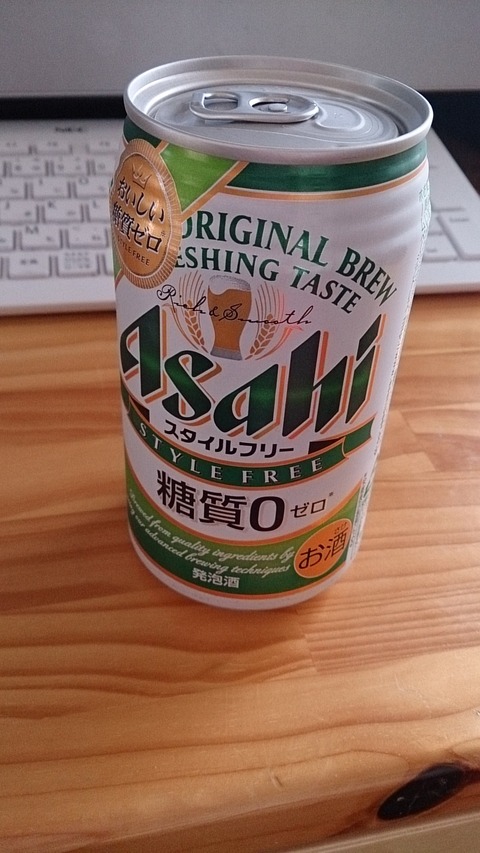 NEC
おいしい
糖質ゼロ
STYLE FREE
ORIGINAL BREW
ESHING TASTE
Rich & Smooth
Asahi
スタイルフリー
STYLE FREE
糖質0ゼロ※
Brewed from quality ingredients by
our advanced brewing techniques
お酒
発泡酒